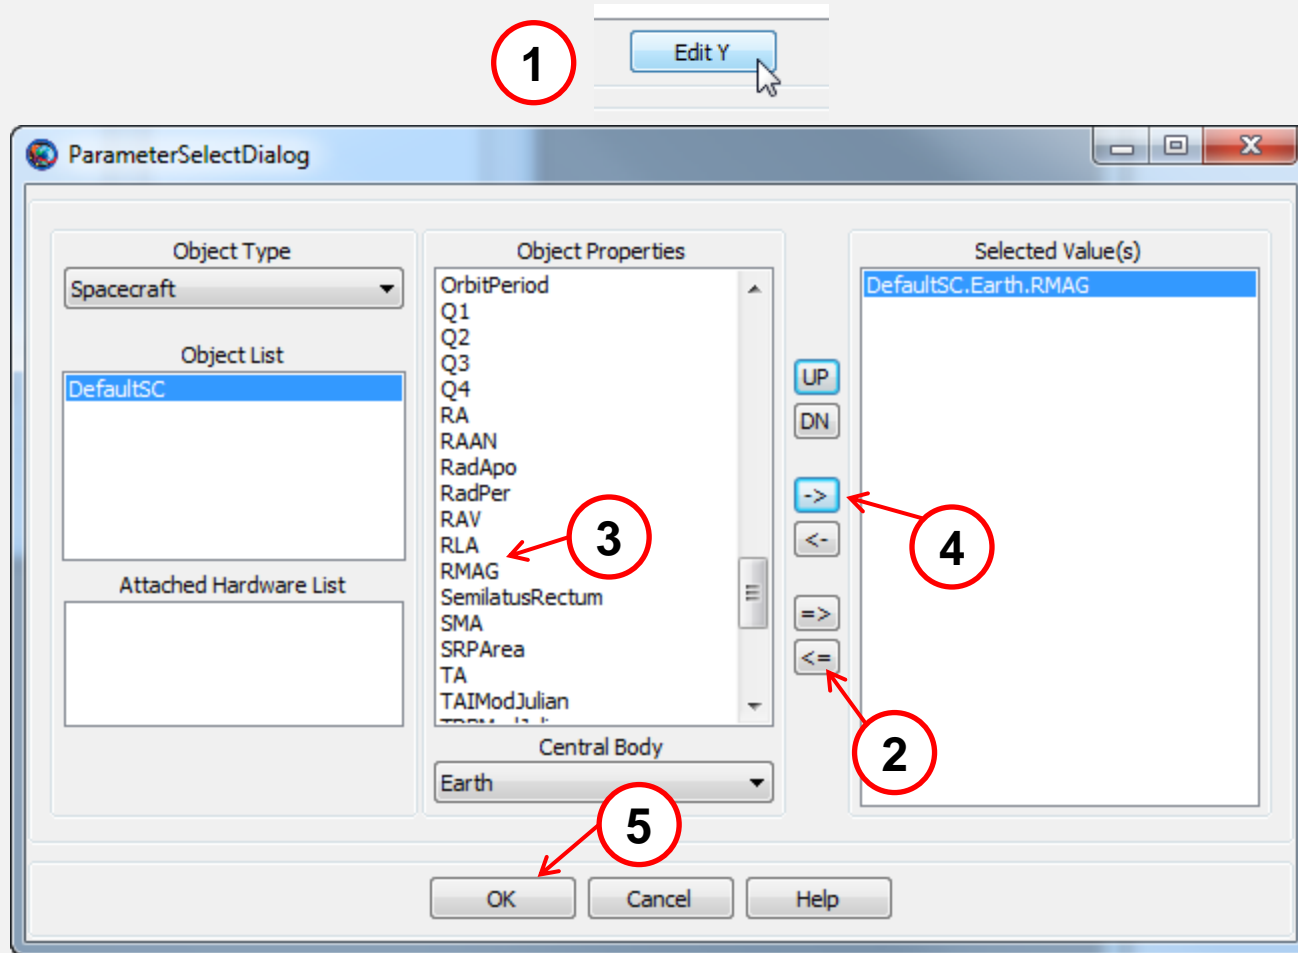 1
Edit Y
ParameterSelectDialog
Object Type
Spacecraft
Object List
DefaultSC
Attached Hardware List
Object Properties
OrbitPeriod
Q1
Q2
Q3
Q4
RA
RAAN
RadApo
RadPer
RAV
RLA
RMAG
SemilatusRectum
SMA
SRPArea
TA
TAIModJulian
3
Central Body
Earth
UP
DN
->
<-
=>
<=
4
2
Selected Value(s)
DefaultSC.Earth.RMAG
5
OK
Cancel
Help